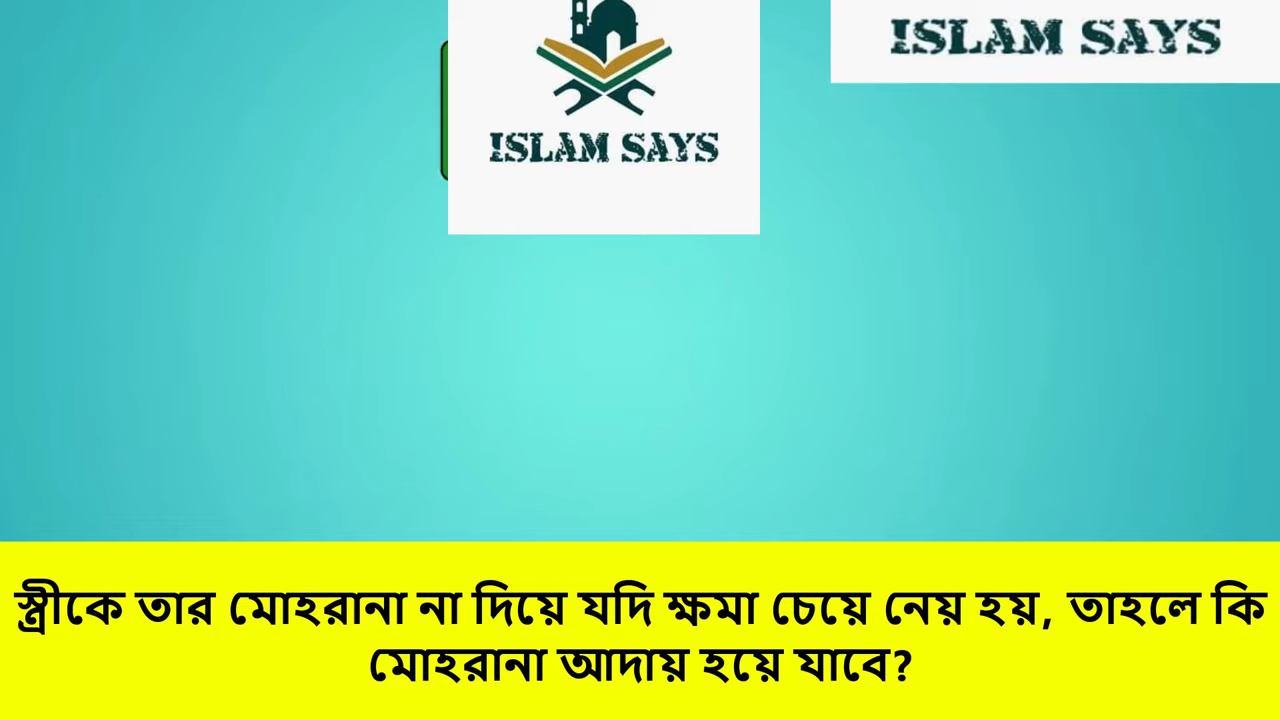 ISLAM SAYS
ISLAM SAYS
স্ত্রীকে তার মোহরানা না দিয়ে যদি ক্ষমা চেয়ে নেয় হয়, তাহলে কি
মোহরানা আদায় হয়ে যাবে?